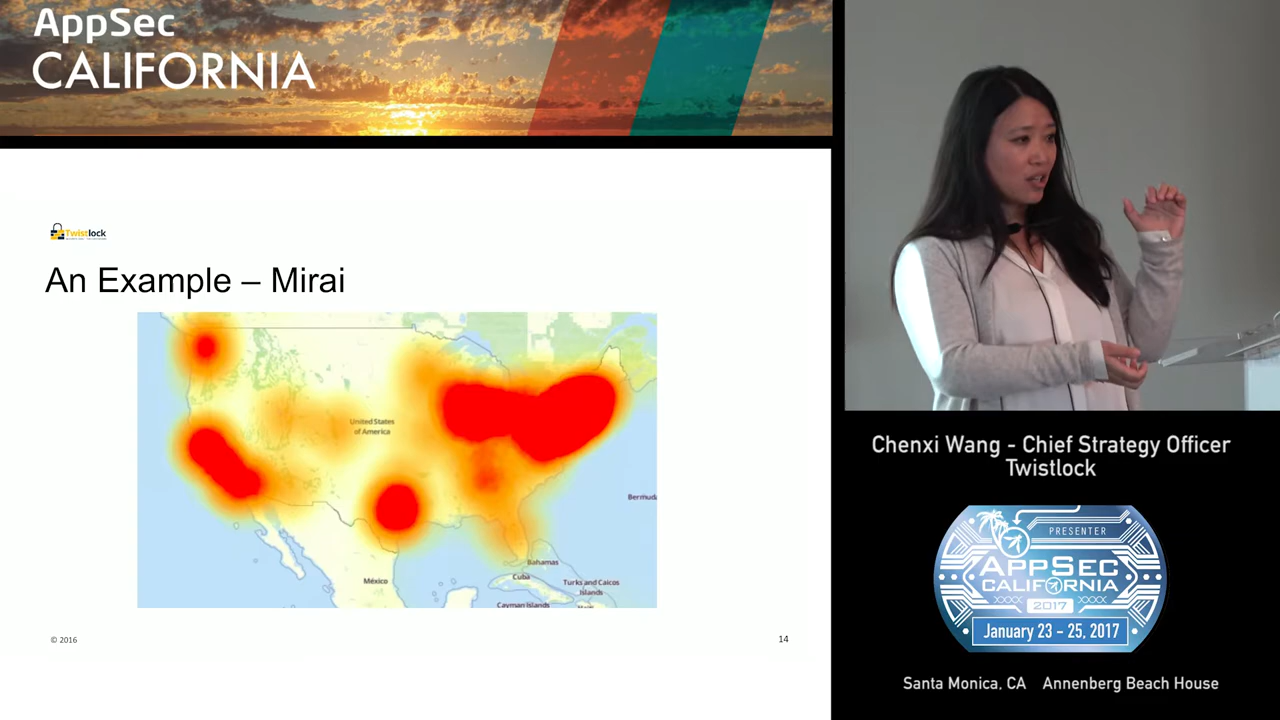 AppSec
CALIFORNIA
Twistlock
An Example – Mirai
United States
of America
Bermuda
México
Bahamas
Cuba
Turks and Caicos
Islands
Cayman Islands
© 2016
14
Chenxi Wang - Chief Strategy Officer
Twistlock
PRESENTER
APPSEC
CALIFORNIA
2017
January 23 - 25, 2017
Santa Monica, CA Annenberg Beach House